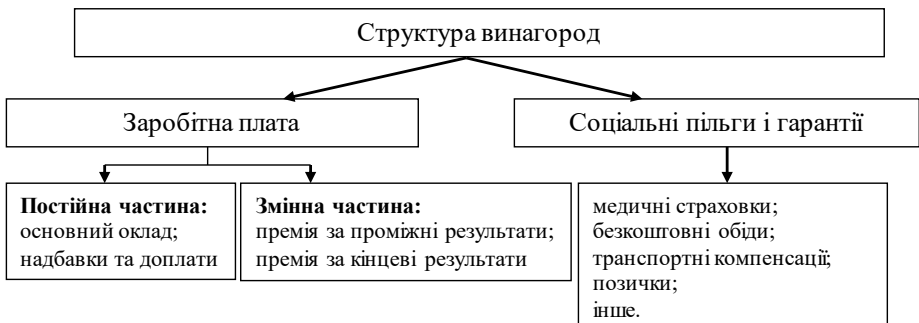 Структура винагород
Заробітна плата
Соціальні пільги і гарантії
Постійна частина:
основний оклад;
надбавки та доплати
Змінна частина:
премія за проміжні результати;
премія за кінцеві результати
медичні страховки;
безкоштовні обіди;
транспортні компенсації;
позички;
інше.